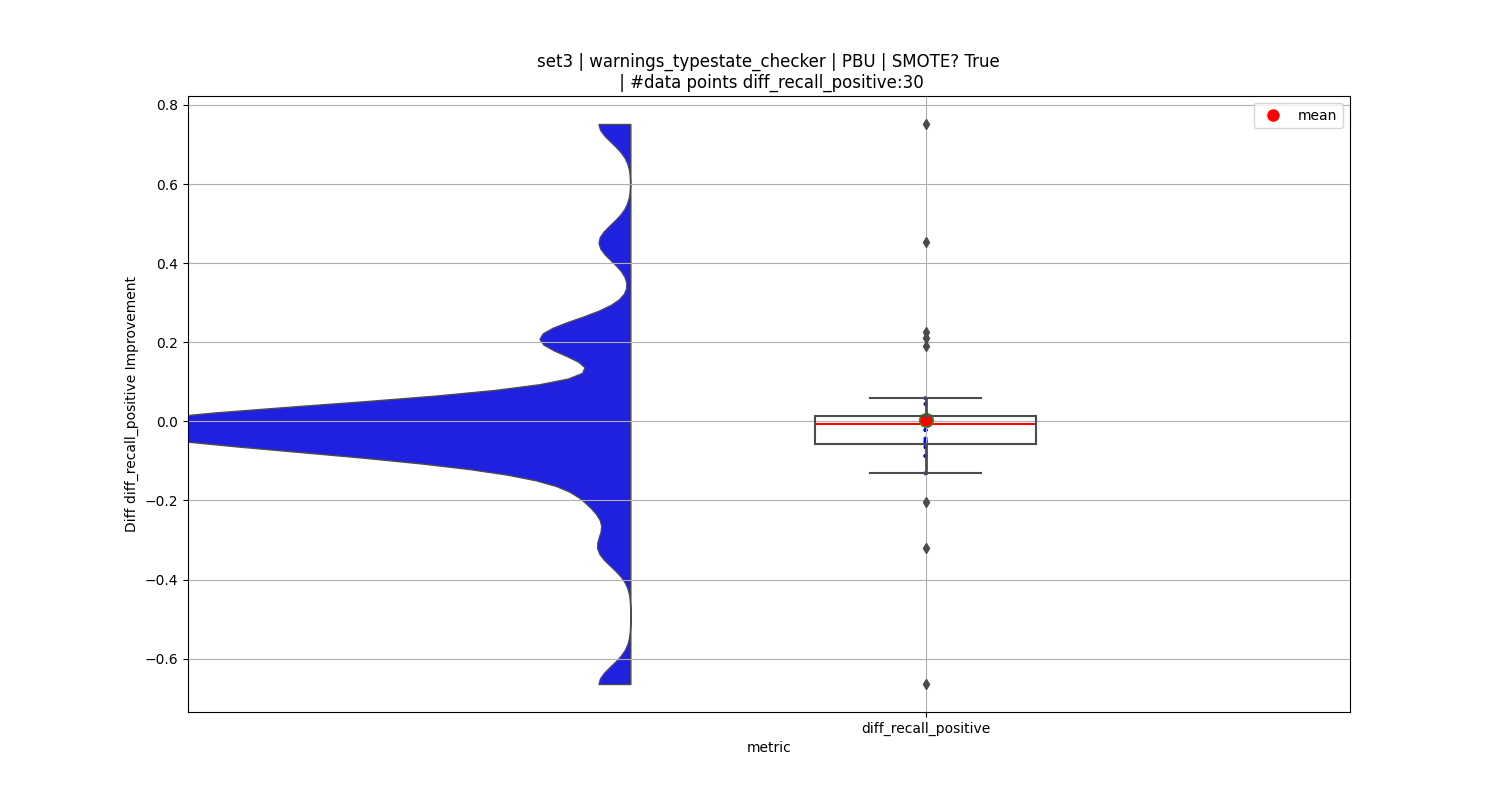 set3 | warnings_typestate_checker | PBU | SMOTE? True
| #data points diff_recall_positive:30
mean
0.8
0.6
0.4
0.2
0.0
−0.2
−0.4
−0.6
Diff diff_recall_positive Improvement
diff_recall_positive
metric